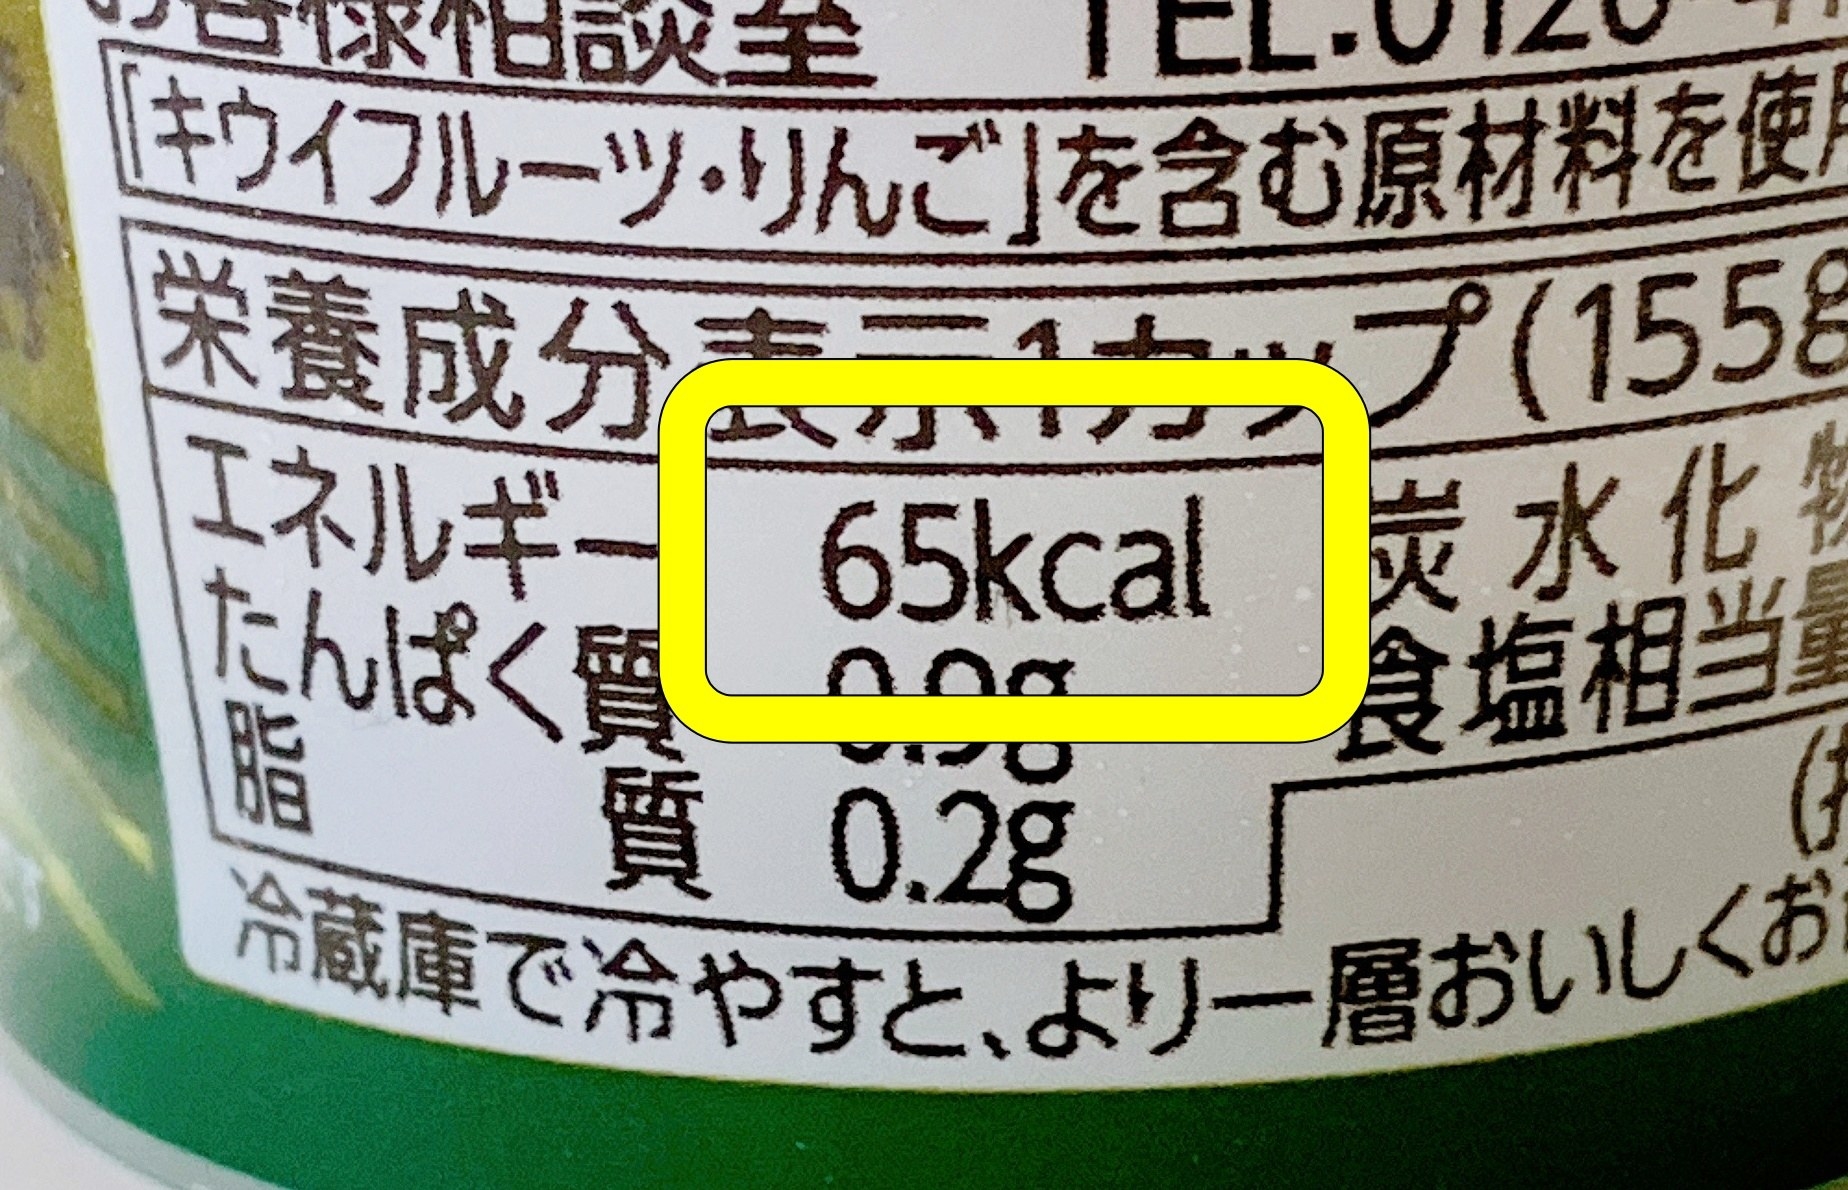 お客様相談室 TEL.0120
「キウイフルーツ・りんご」を含む原材料を使用
栄養成分表示1カップ(155g
エネルギー 65kcal 炭水化物
たんぱく質 0.9g 食塩相当量
脂質 0.2g
冷蔵庫で冷やすと、より一層おいしくお